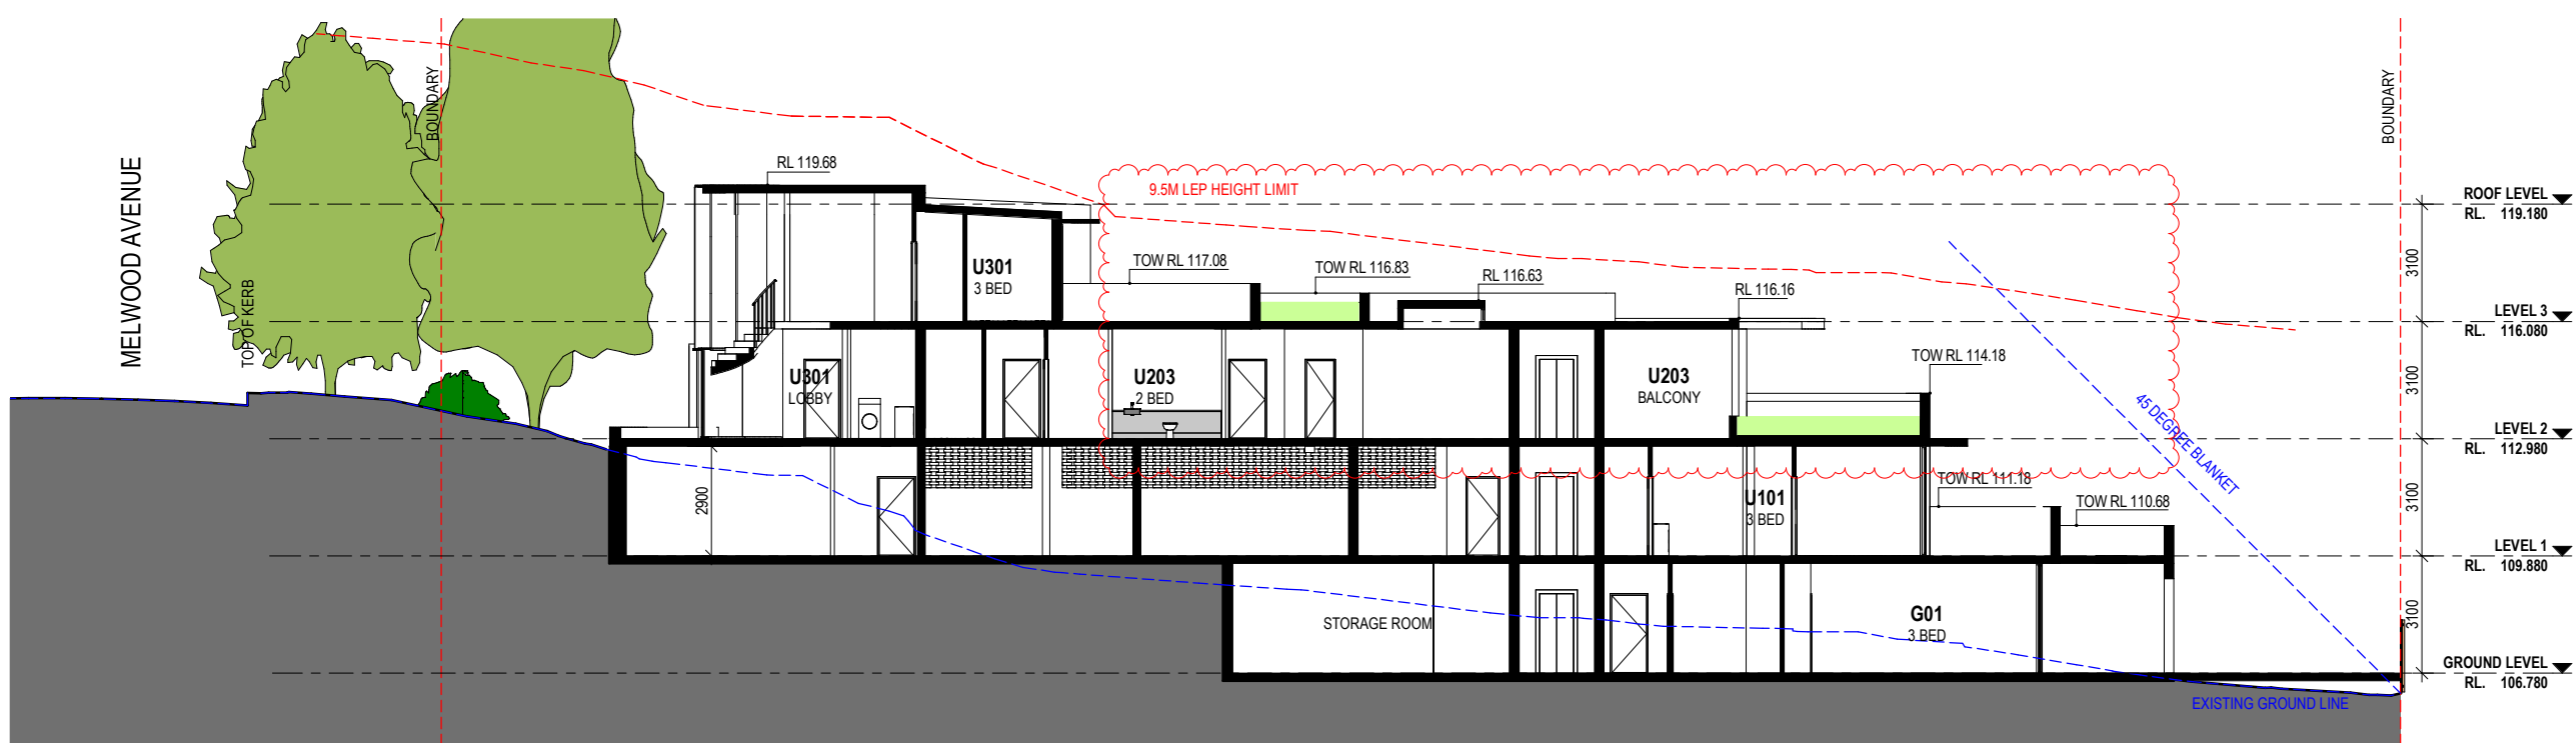 MELWOOD AVENUE
TOP OF KERB
BOUNDARY
BOUNDARY
RL 119.68
9.5M LEP HEIGHT LIMIT
ROOF LEVEL
RL. 119.180
3100
U301
3 BED
TOW RL 117.08
TOW RL 116.83
RL 116.63
RL 116.16
LEVEL 3
RL. 116.080
3100
U301
LOBBY
U203
2 BED
U203
BALCONY
TOW RL 114.18
45 DEGREE BLANKET
LEVEL 2
RL. 112.980
3100
2900
U101
3 BED
TOW RL 111.18
TOW RL 110.68
LEVEL 1
RL. 109.880
3100
STORAGE ROOM
G01
3 BED
GROUND LEVEL
RL. 106.780
EXISTING GROUND LINE